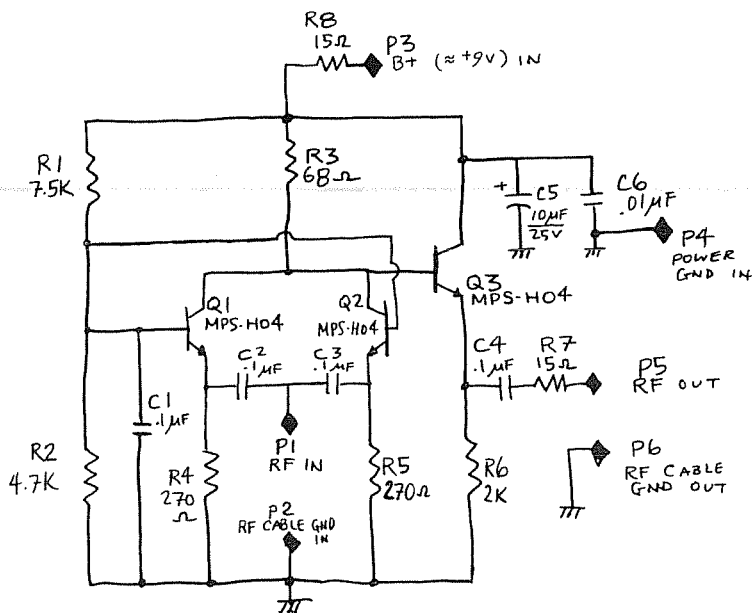 R8
15Ω
P3
B+ (≈ +9V) IN
R1
7.5K
R3
68Ω
+
C5
10µF
25V
C6
.01µF
P4
POWER
GND IN
Q1
MPS-H04
Q2
MPS-H04
Q3
MPS-H04
C2
.1µF
C3
.1µF
C4
.1µF
R7
15Ω
P5
RF OUT
C1
.1µF
P1
RF IN
R2
4.7K
R4
270
Ω
R5
270Ω
R6
2K
P6
RF CABLE
GND OUT
P2
RF CABLE GND
IN